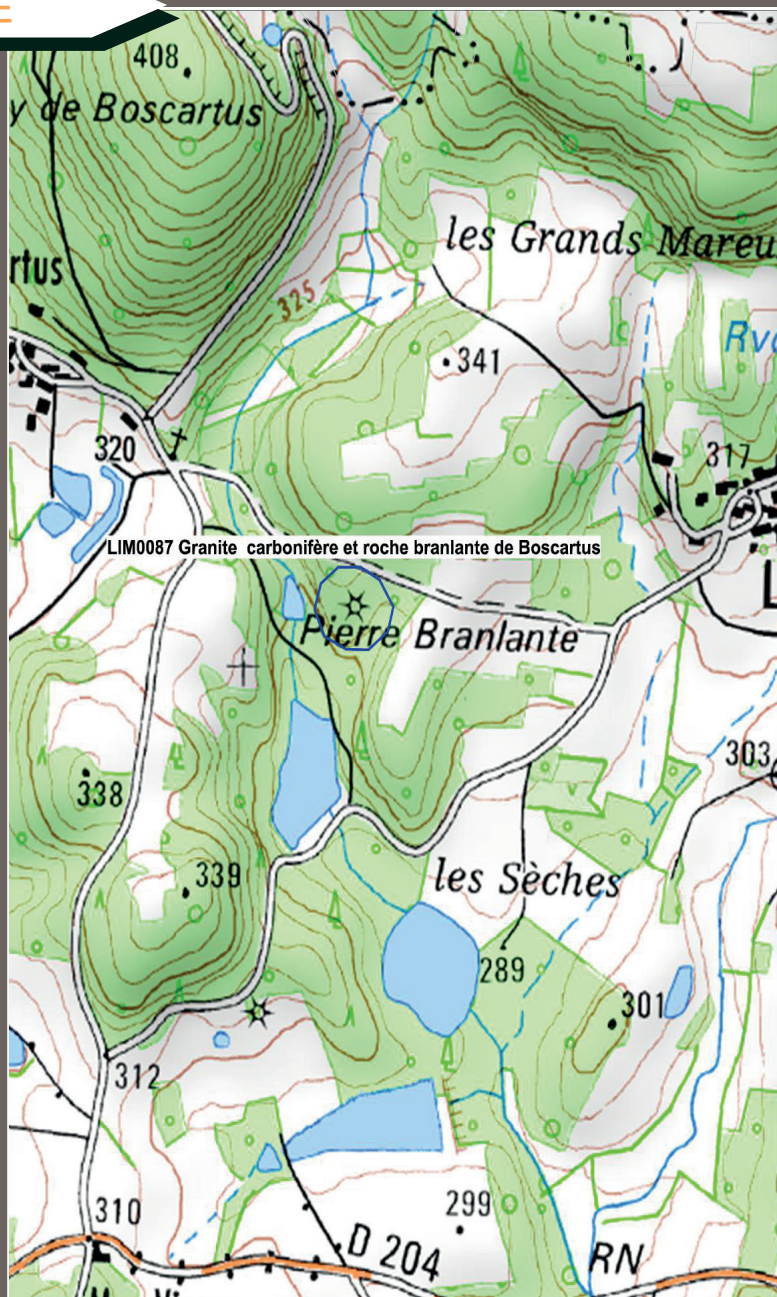 E
408
y de Boscartus
les Grands Mareu
rtus
325
341
320
317
LIM0087 Granite carbonifère et roche branlante de Boscartus
Pierre Branlante
L
303
338
339
les Sèches
289
301
312
310
299
D 204
RN